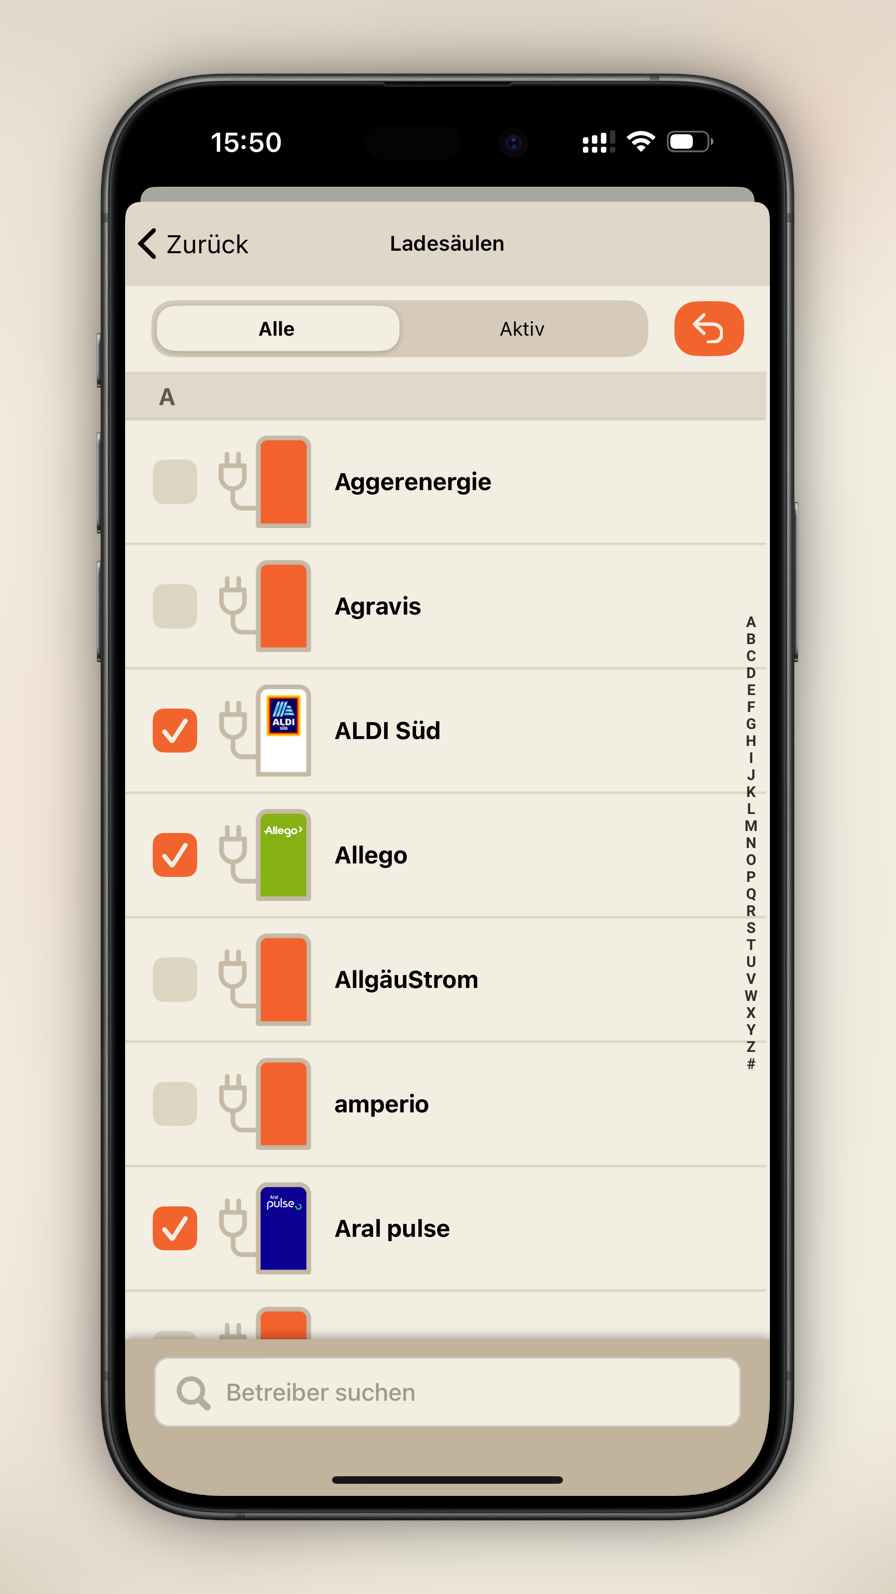 15:50
Zurück
Ladesäulen
Alle
Aktiv
A
Aggerenergie
Agravis
ALDI
SÜD
ALDI Süd
Allego
Allego
AllgäuStrom
amperio
Aral
pulse
Aral pulse
A
B
C
D
E
F
G
H
I
J
K
L
M
N
O
P
Q
R
S
T
U
V
W
X
Y
Z
#
Betreiber suchen